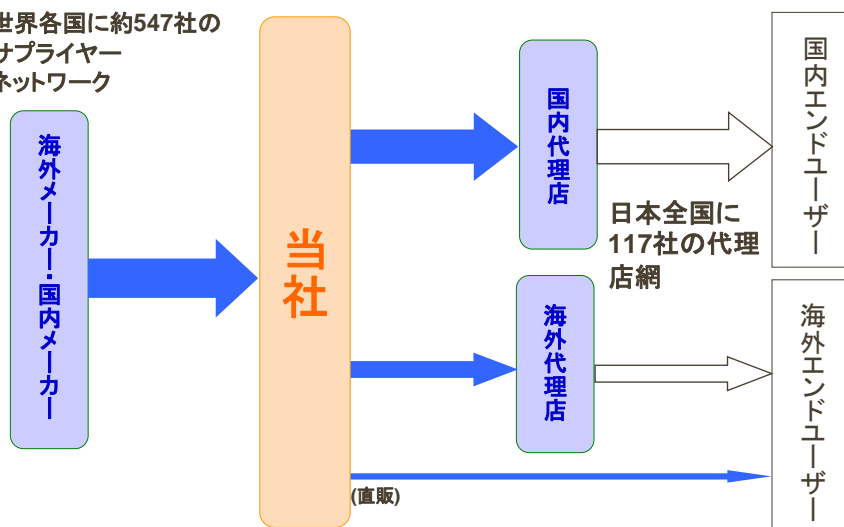 世界各国に約547社の
サプライヤー
ネットワーク
海外メーカー・国内メーカー
当社
国内代理店
日本全国に
117社の代理
店網
海外代理店
(直販)
国内エンドユーザー
海外エンドユーザー